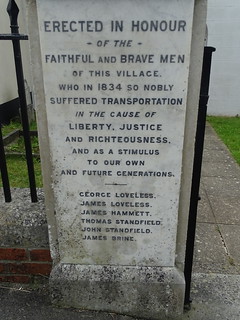 ERECTED IN HONOUR
- OF THE -
FAITHFUL AND BRAVE MEN
OF THIS VILLAGE,
WHO IN 1834 SO NOBLY
SUFFERED TRANSPORTATION
IN THE CAUSE OF
LIBERTY, JUSTICE
AND RIGHTEOUSNESS,
AND AS A STIMULUS
TO OUR OWN
AND FUTURE GENERATIONS.
GEORGE LOVELESS.
JAMES LOVELESS.
JAMES HAMMETT.
THOMAS STANDFIELD.
JOHN STANDFIELD.
JAMES BRINE.